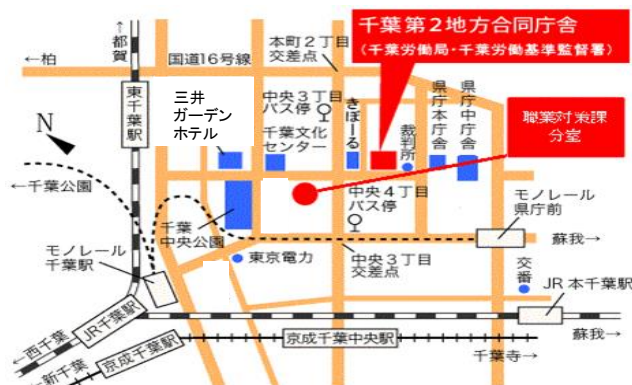 ↑都賀
←柏
国道16号線
本町2丁目
交差点
千葉第2地方合同庁舎
(千葉労働局・千葉労働基準監督署)
東千葉駅
三井
ガーデン
ホテル
中央3丁目
バス停
千葉文化
センター
きぼーる
裁判所
県庁本庁舎
県庁中庁舎
職業対策課
分室
N
←千葉公園
千葉
中央公園
中央4丁目
バス停
モノレール
県庁前
蘇我→
モノレール
千葉駅
東京電力
中央3丁目
交差点
交番
JR本千葉駅
JR千葉駅
←西千葉
京成千葉駅
京成千葉中央駅
蘇我→
←新千葉
千葉寺→